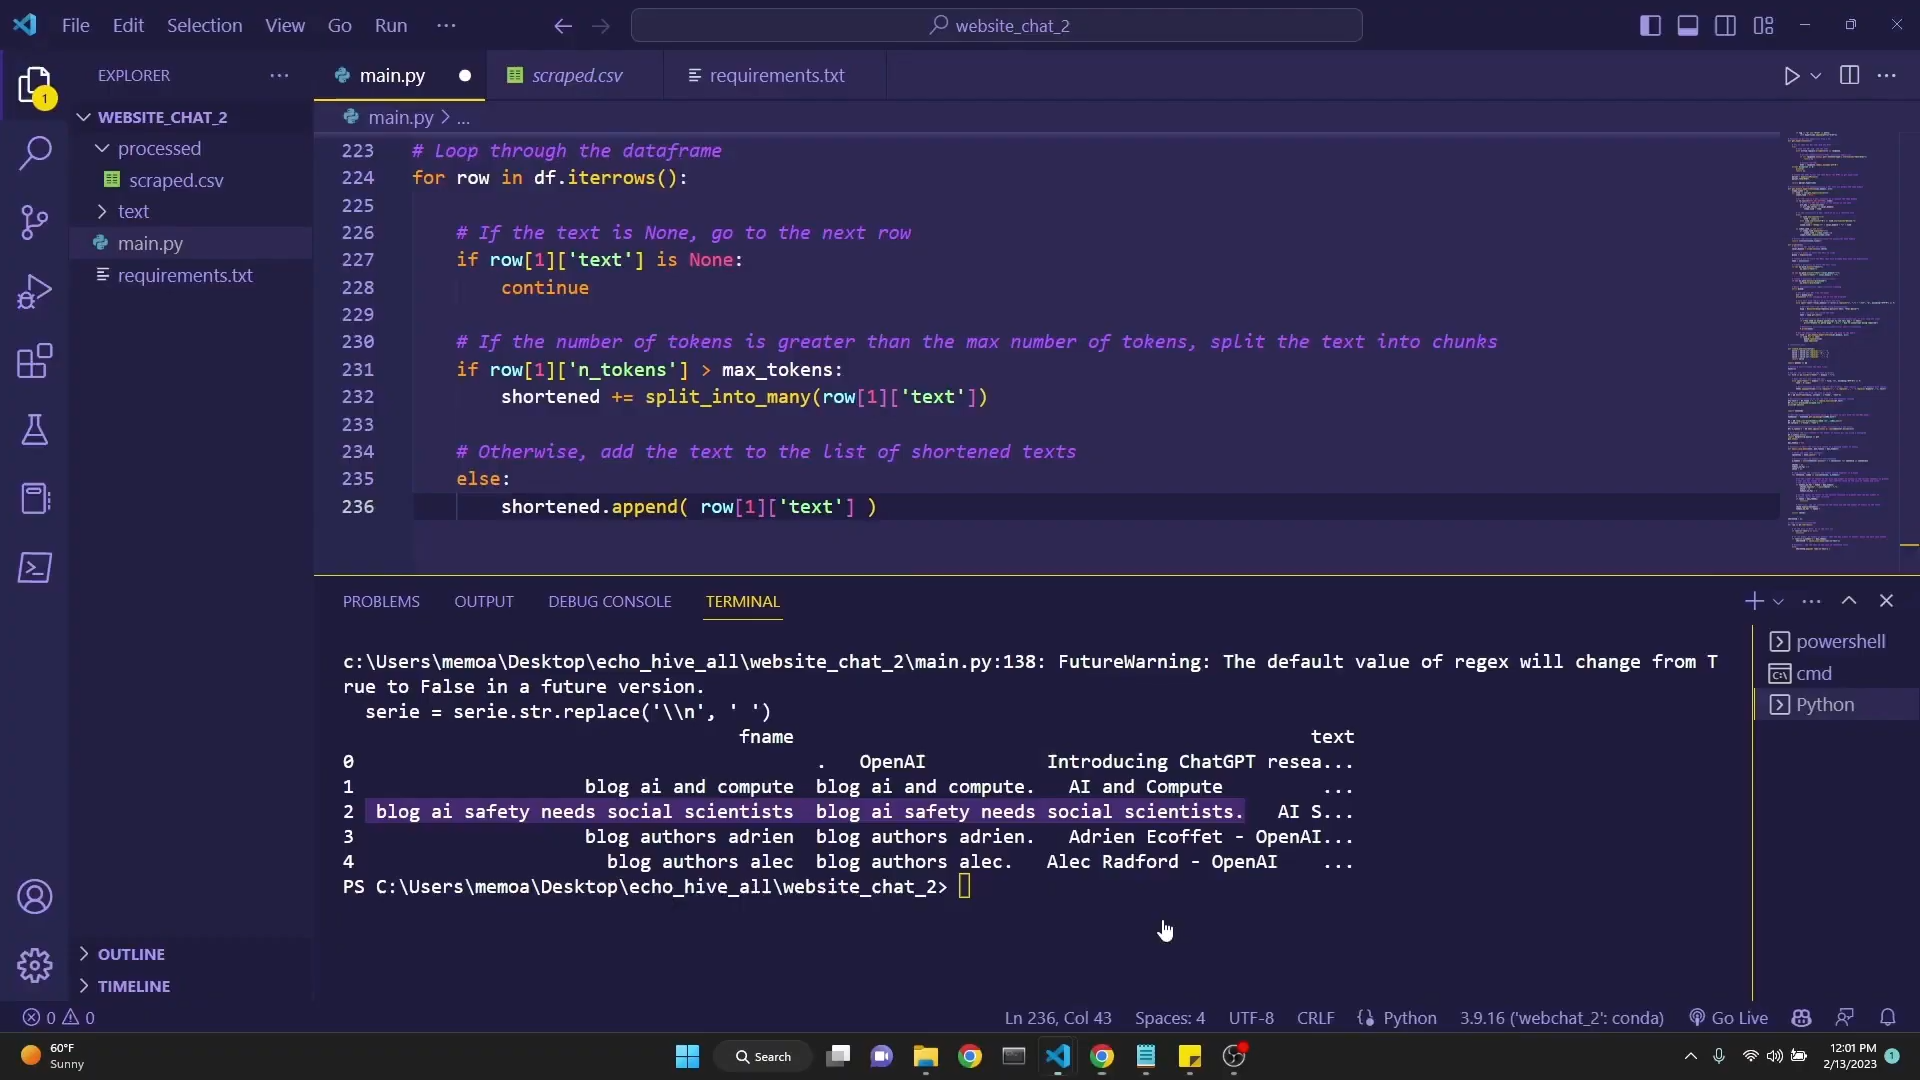 File Edit Selection View Go Run ···
website_chat_2
EXPLORER ···
1
WEBSITE_CHAT_2
processed
scraped.csv
text
main.py
requirements.txt
OUTLINE
TIMELINE
main.py
scraped.csv
requirements.txt
main.py > ...
223 # Loop through the dataframe
224 for row in df.iterrows():
225
226 # If the text is None, go to the next row
227 if row[1]['text'] is None:
228 continue
229
230 # If the number of tokens is greater than the max number of tokens, split the text into chunks
231 if row[1]['n_tokens'] > max_tokens:
232 shortened += split_into_many(row[1]['text'])
233
234 # Otherwise, add the text to the list of shortened texts
235 else:
236 shortened.append( row[1]['text'] )
PROBLEMS OUTPUT DEBUG CONSOLE TERMINAL
c:\Users\memoa\Desktop\echo_hive_all\website_chat_2\main.py:138: FutureWarning: The default value of regex will change from T
rue to False in a future version.
serie = serie.str.replace('\\n', ' ')
fname text
0 . OpenAI Introducing ChatGPT resea...
1 blog ai and compute blog ai and compute. AI and Compute ...
2 blog ai safety needs social scientists blog ai safety needs social scientists. AI S...
3 blog authors adrien blog authors adrien. Adrien Ecoffet - OpenAI...
4 blog authors alec blog authors alec. Alec Radford - OpenAI ...
PS C:\Users\memoa\Desktop\echo_hive_all\website_chat_2>
powershell
cmd
Python
0 0 Ln 236, Col 43 Spaces: 4 UTF-8 CRLF Python 3.9.16 ('webchat_2': conda) Go Live
60°F
Sunny
Search
12:01 PM
2/13/2023
1